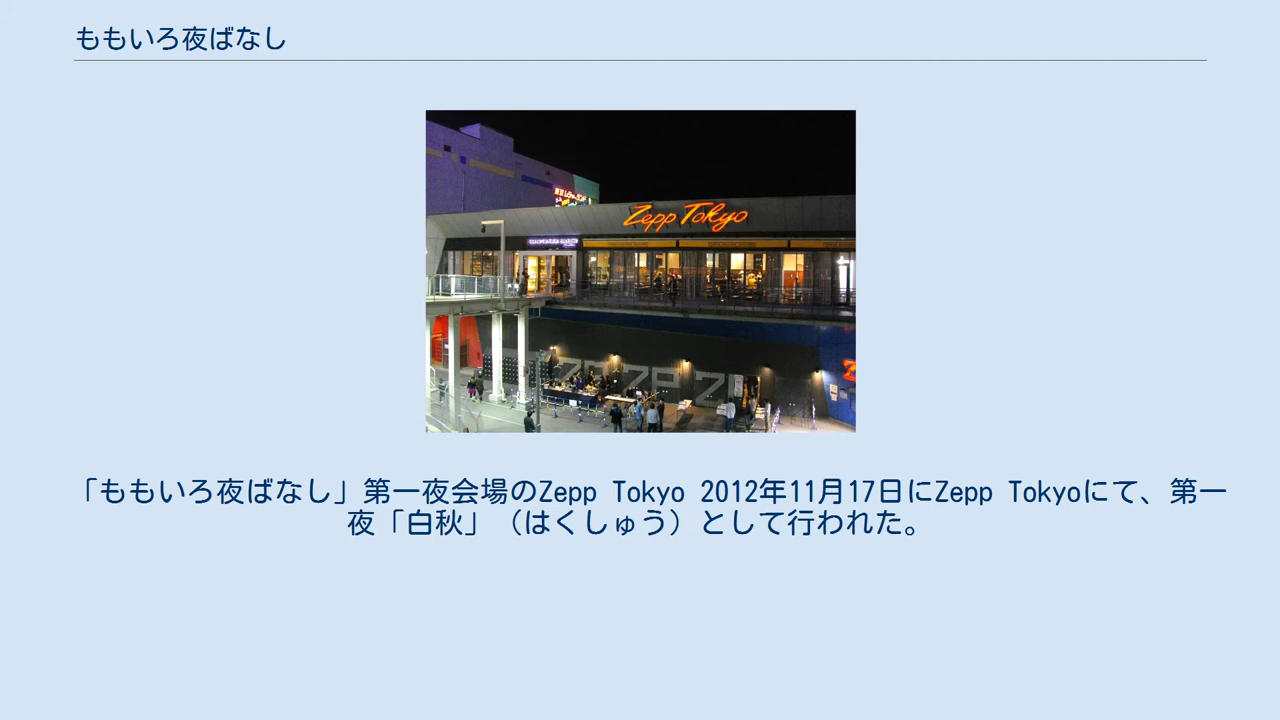 ももいろ夜ばなし
Zepp Tokyo
「ももいろ夜ばなし」第一夜会場のZepp Tokyo 2012年11月17日にZepp Tokyoにて、第一
夜「白秋」（はくしゅう）として行われた。